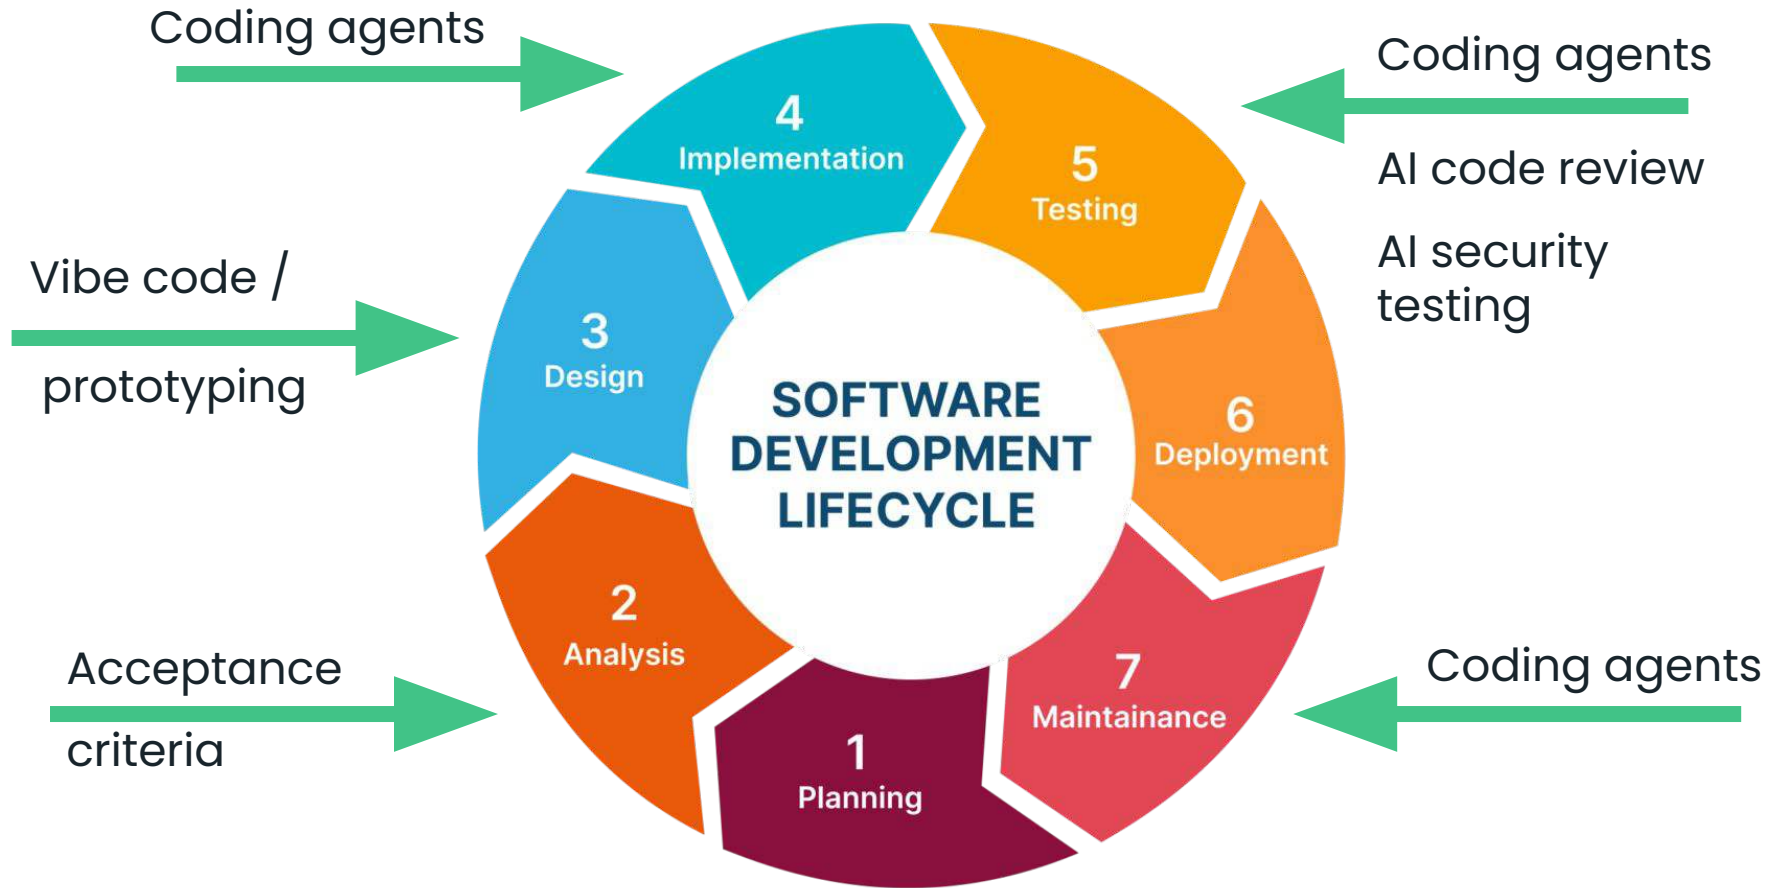 Coding agents
Coding agents
AI code review
AI security
testing
4
Implementation
5
Testing
Vibe code /
prototyping
3
Design
SOFTWARE
DEVELOPMENT
LIFECYCLE
6
Deployment
2
Analysis
Acceptance
criteria
7
Maintainance
Coding agents
1
Planning